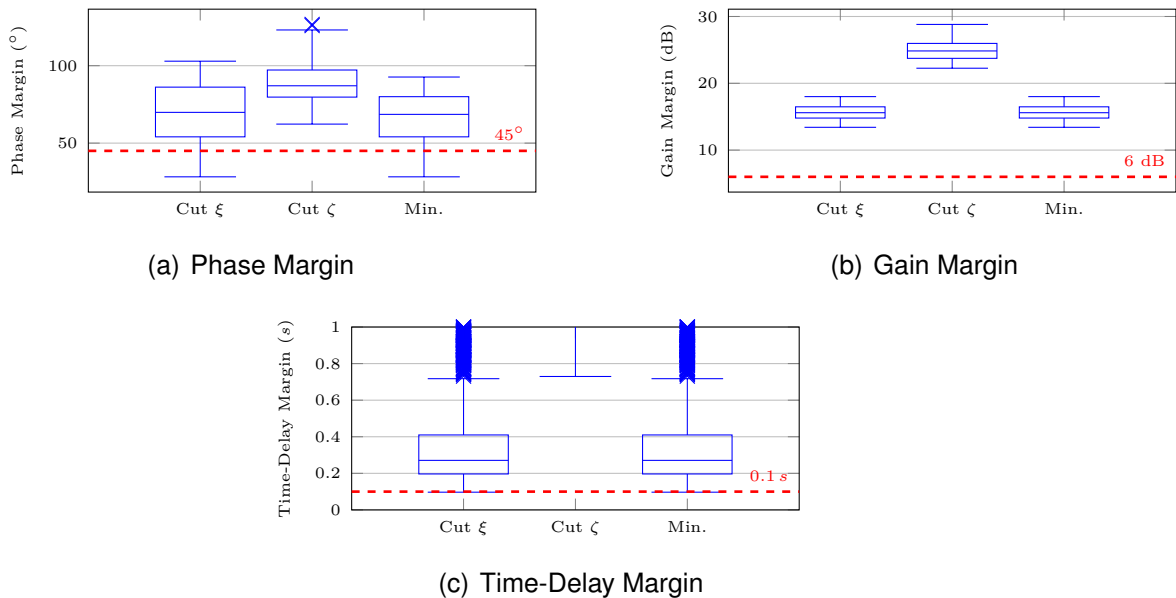 Phase Margin (°)
100
50
45°
Cut ξ Cut ζ Min.
(a) Phase Margin
Gain Margin (dB)
30
20
10
6 dB
Cut ξ Cut ζ Min.
(b) Gain Margin
Time-Delay Margin (s)
1
0.8
0.6
0.4
0.2
0
0.1 s
Cut ξ Cut ζ Min.
(c) Time-Delay Margin